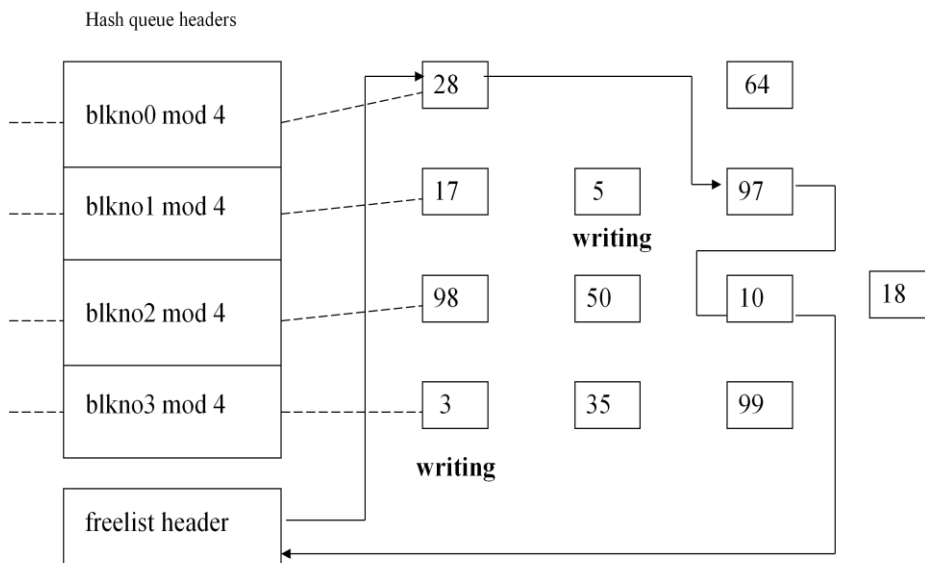 Hash queue headers
blkno0 mod 4
28
64
blkno1 mod 4
17
5
97
writing
blkno2 mod 4
98
50
10
18
blkno3 mod 4
3
35
99
writing
freelist header